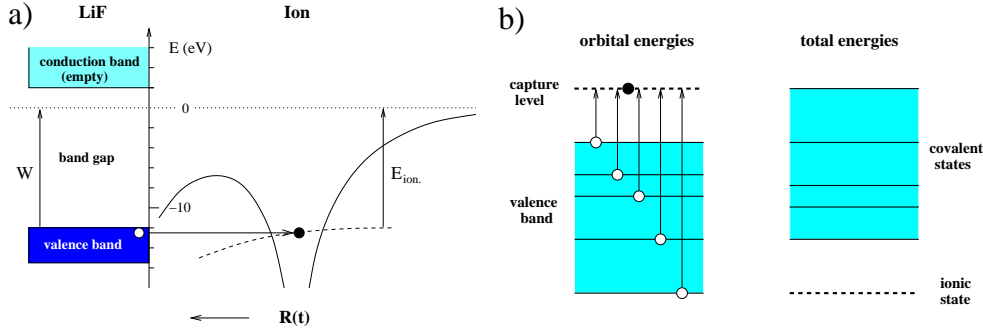 a)
LiF
Ion
E (eV)
conduction band
(empty)
0
W
band gap
E_ion.
−10
valence band
R(t)
b)
orbital energies
total energies
capture
level
valence
band
covalent
states
ionic
state